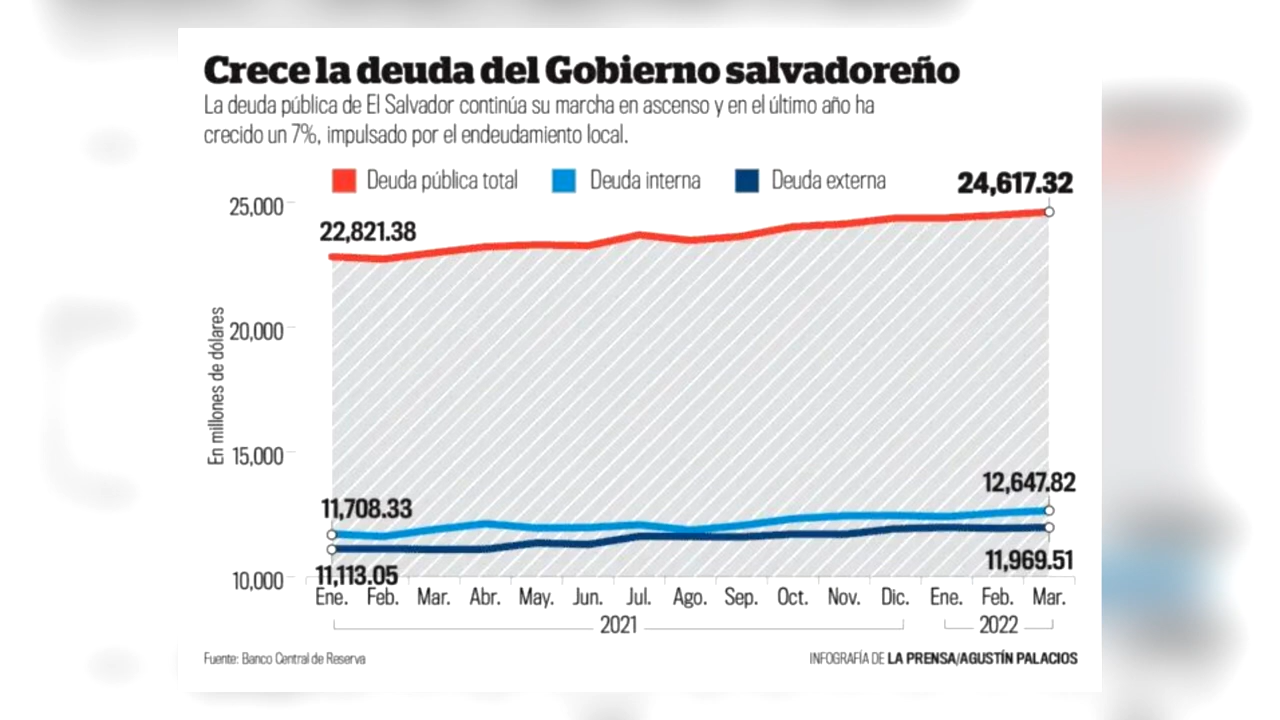 Crece la deuda del Gobierno salvadoreño
La deuda pública de El Salvador continúa su marcha en ascenso y en el último año ha
crecido un 7%, impulsado por el endeudamiento local.
Deuda pública total Deuda interna Deuda externa
24,617.32
25,000
22,821.38
20,000
En millones de dólares
15,000
12,647.82
11,708.33
11,969.51
11,113.05
10,000
Ene. Feb. Mar. Abr. May. Jun. Jul. Ago. Sep. Oct. Nov. Dic. Ene. Feb. Mar.
2021 2022
Fuente: Banco Central de Reserva
INFOGRAFÍA DE LA PRENSA/AGUSTÍN PALACIOS